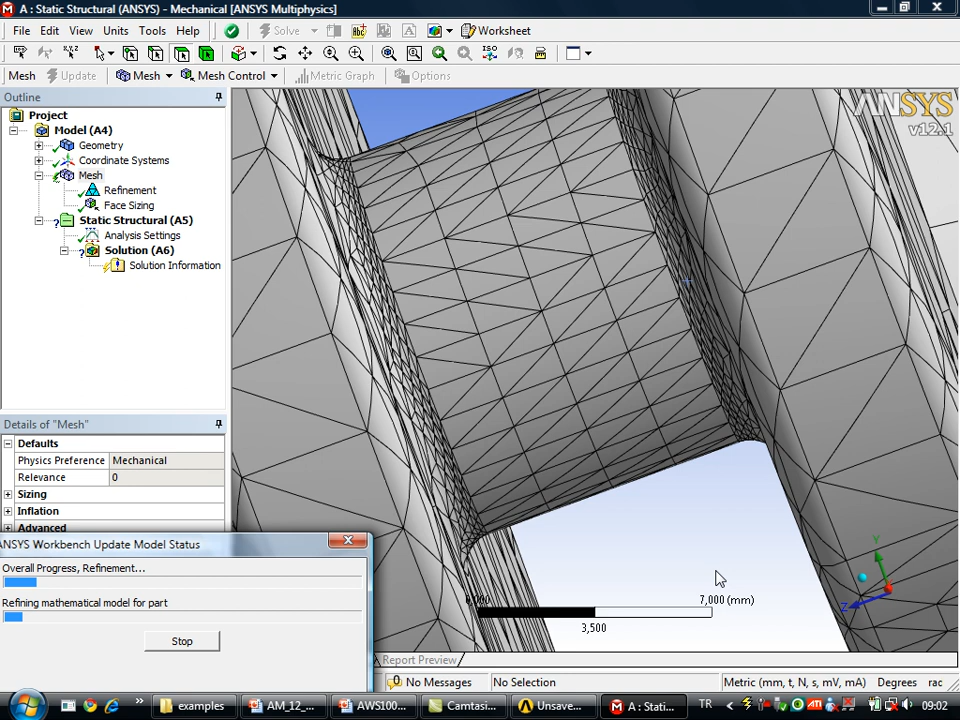 A : Static Structural (ANSYS) - Mechanical [ANSYS Multiphysics]
File Edit View Units Tools Help Solve Worksheet
Mesh Update Mesh Mesh Control Metric Graph Options
Outline
Project
Model (A4)
Geometry
Coordinate Systems
Mesh
Refinement
Face Sizing
Static Structural (A5)
Analysis Settings
Solution (A6)
Solution Information
ANSYS
v12.1
Details of "Mesh"
Defaults
Physics Preference Mechanical
Relevance 0
Sizing
Inflation
Advanced
ANSYS Workbench Update Model Status
Overall Progress, Refinement...
Refining mathematical model for part
Stop
Y
Z
7,000 (mm)
3,500
Report Preview
No Messages No Selection Metric (mm, t, N, s, mV, mA) Degrees rac
examples AM_12_... AWS100... Camtasi... Unsave... A : Stati... TR 09:02